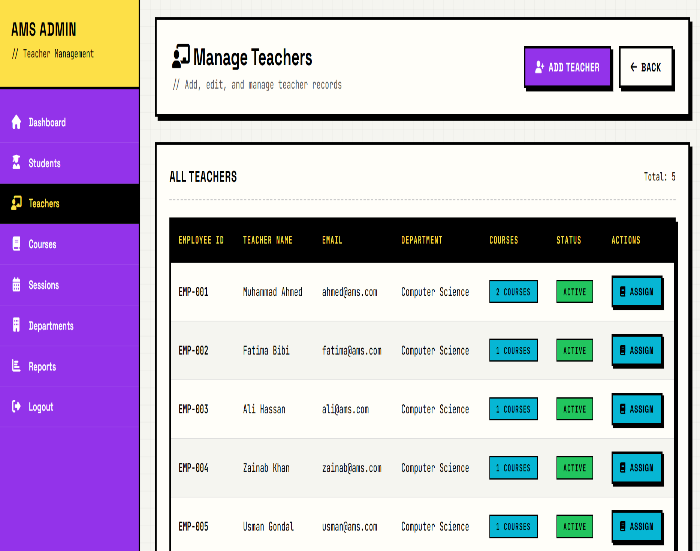 AMS ADMIN
// Teacher Management
Dashboard
Students
Teachers
Courses
Sessions
Departments
Reports
Logout
Manage Teachers
// Add, edit, and manage teacher records
ADD TEACHER
← BACK
ALL TEACHERS
Total: 5
EMPLOYEE ID TEACHER NAME EMAIL DEPARTMENT COURSES STATUS ACTIONS
EMP-001 Muhammad Ahmed ahmed@ams.com Computer Science 2 COURSES ACTIVE ASSIGN
EMP-002 Fatima Bibi fatima@ams.com Computer Science 1 COURSES ACTIVE ASSIGN
EMP-003 Ali Hassan ali@ams.com Computer Science 1 COURSES ACTIVE ASSIGN
EMP-004 Zainab Khan zainab@ams.com Computer Science 1 COURSES ACTIVE ASSIGN
EMP-005 Usman Gondal usman@ams.com Computer Science 1 COURSES ACTIVE ASSIGN